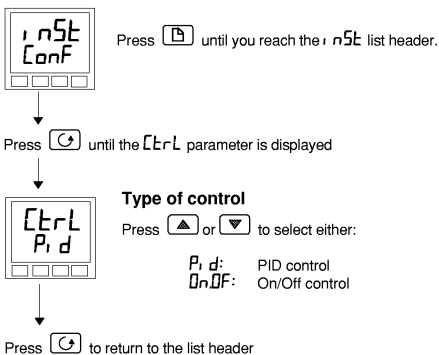 inSt
ConF
Press until you reach the inSt list header.
Press until the CtrL parameter is displayed
CtrL
Pid
Type of control
Press or to select either:
Pid: PID control
On.OF: On/Off control
Press to return to the list header